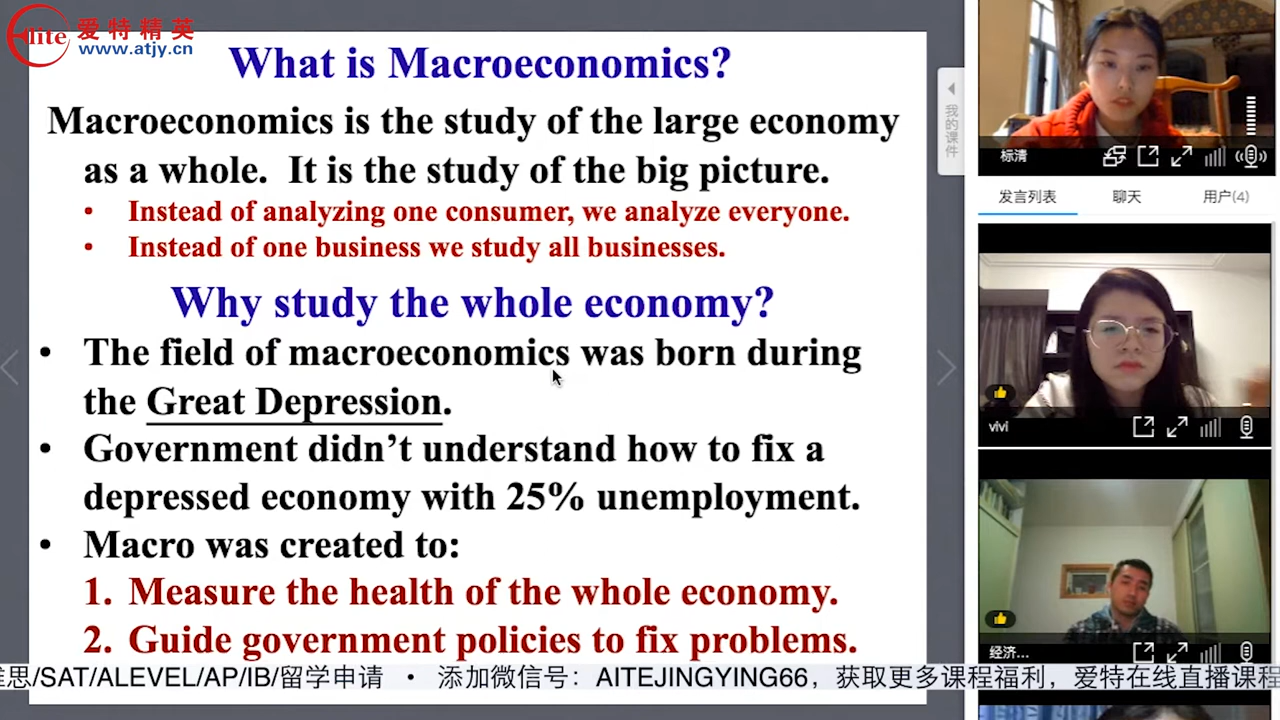 Elite 爱特精英
www.atjy.cn
What is Macroeconomics?
Macroeconomics is the study of the large economy
as a whole. It is the study of the big picture.
• Instead of analyzing one consumer, we analyze everyone.
• Instead of one business we study all businesses.
Why study the whole economy?
• The field of macroeconomics was born during
the Great Depression.
• Government didn't understand how to fix a
depressed economy with 25% unemployment.
• Macro was created to:
1. Measure the health of the whole economy.
2. Guide government policies to fix problems.
思/SAT/ALEVEL/AP/IB/留学申请 • 添加微信号：AITEJINGYING66，获取更多课程福利，爱特在线直播课程
我的课件
标清
发言列表 聊天 用户(4)
vivi
经济...